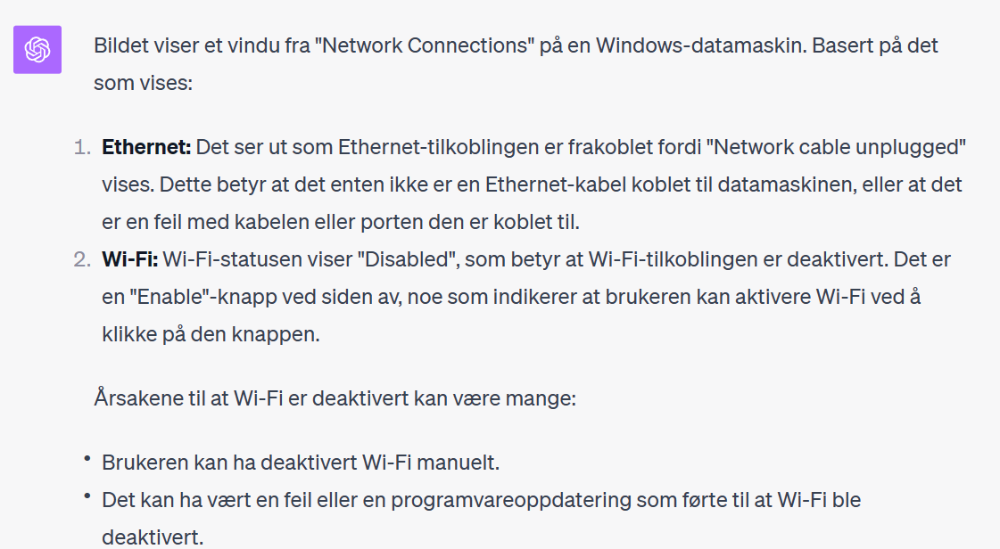 Bildet viser et vindu fra "Network Connections" på en Windows-datamaskin. Basert på det
som vises:
1. Ethernet: Det ser ut som Ethernet-tilkoblingen er frakoblet fordi "Network cable unplugged"
vises. Dette betyr at det enten ikke er en Ethernet-kabel koblet til datamaskinen, eller at det
er en feil med kabelen eller porten den er koblet til.
2. Wi-Fi: Wi-Fi-statusen viser "Disabled", som betyr at Wi-Fi-tilkoblingen er deaktivert. Det er
en "Enable"-knapp ved siden av, noe som indikerer at brukeren kan aktivere Wi-Fi ved å
klikke på den knappen.
Årsakene til at Wi-Fi er deaktivert kan være mange:
• Brukeren kan ha deaktivert Wi-Fi manuelt.
• Det kan ha vært en feil eller en programvareoppdatering som førte til at Wi-Fi ble
deaktivert.